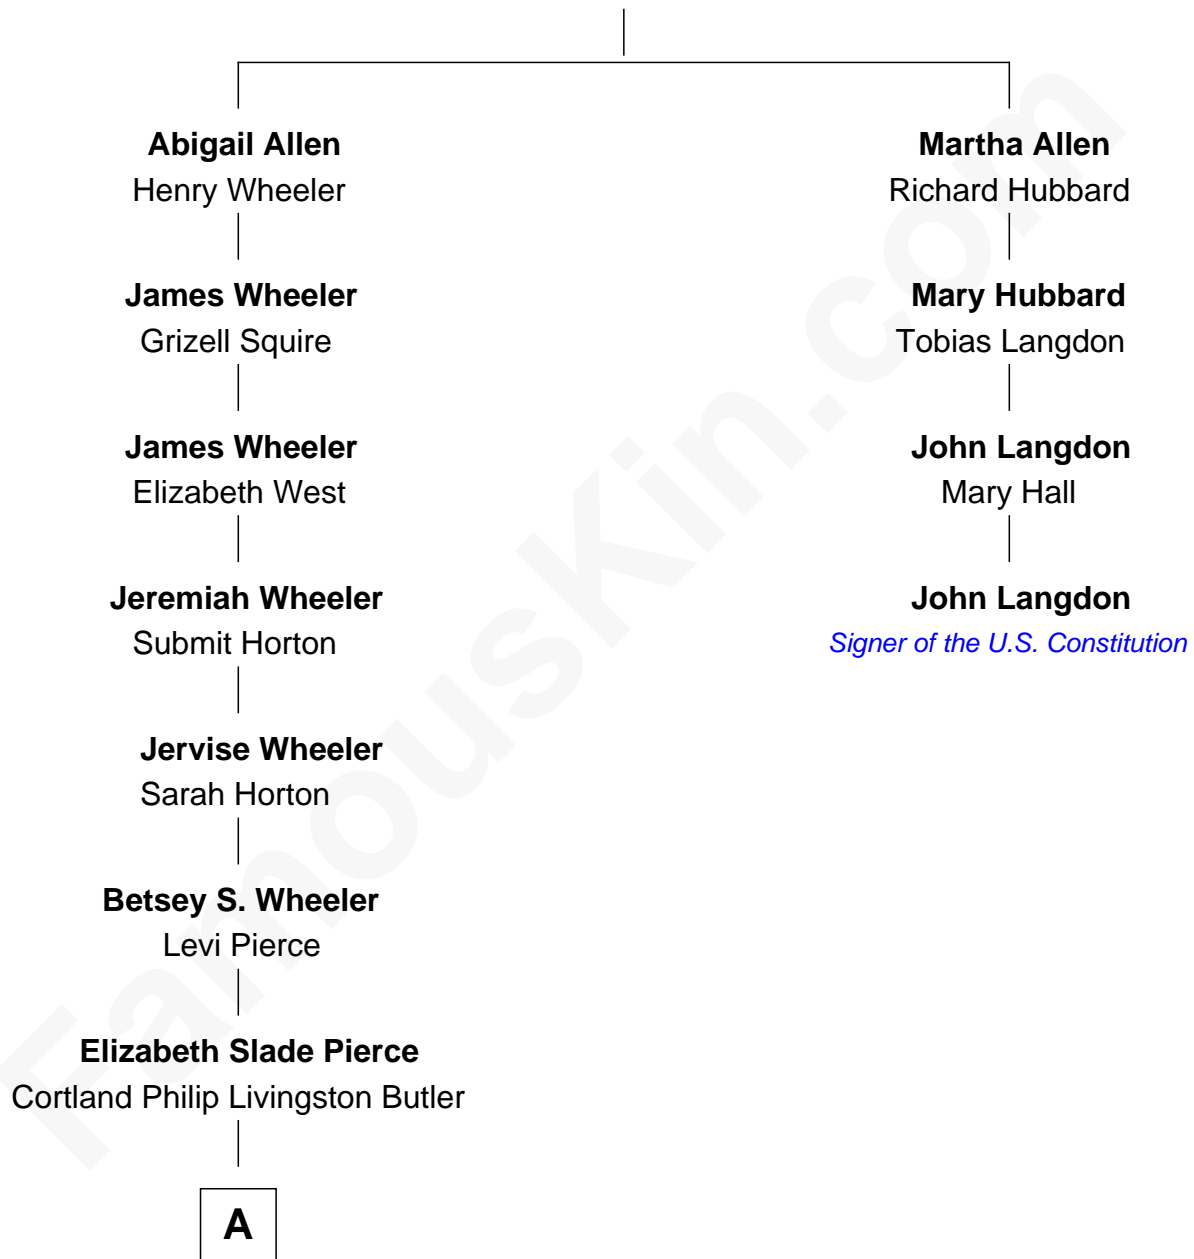 Abigail Allen
Henry Wheeler
Martha Allen
Richard Hubbard
James Wheeler
Grizell Squire
Mary Hubbard
Tobias Langdon
James Wheeler
Elizabeth West
John Langdon
Mary Hall
Jeremiah Wheeler
Submit Horton
John Langdon
Signer of the U.S. Constitution
Jervise Wheeler
Sarah Horton
Betsey S. Wheeler
Levi Pierce
Elizabeth Slade Pierce
Cortland Philip Livingston Butler
A
FamousKin.com